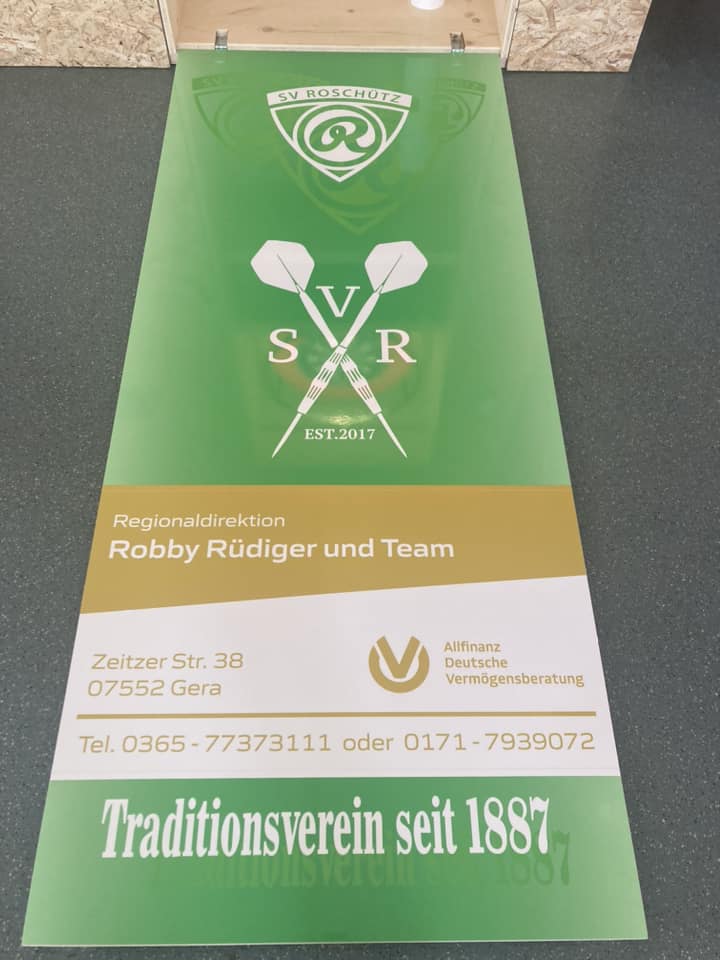 SV ROSCHÜTZ
R
V
S R
EST.2017
Regionaldirektion
Robby Rüdiger und Team
Zeitzer Str. 38
07552 Gera
Allfinanz
Deutsche
Vermögensberatung
Tel. 0365 - 77373111 oder 0171 - 7939072
Traditionsverein seit 1887